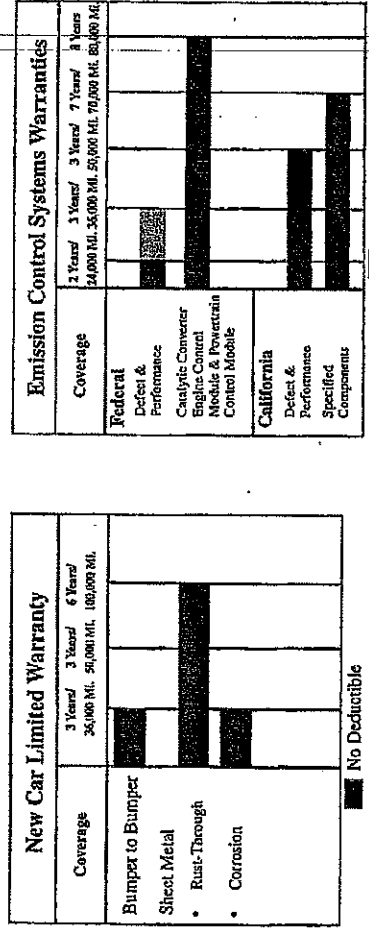 New Car Limited Warranty
Coverage
3 Years/ 3 Years/ 6 Years/
36,000 MI. 50,000 MI. 100,000 MI.
Bumper to Bumper
Sheet Metal
• Rust-Through
• Corrosion
No Deductible
Emission Control Systems Warranties
Coverage
2 Years/ 3 Years/ 3 Years/ 7 Years/ 8 Years
24,000 MI. 36,000 MI. 50,000 MI. 70,000 MI. 80,000 MI.
Federal
Defect &
Performance
Catalytic Converter
Engine Control
Module & Powertrain
Control Module
California
Defect &
Performance
Specified
Components